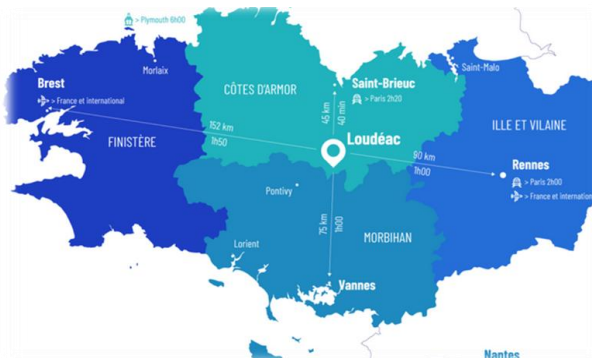 > Plymouth 6h00
Morlaix
Brest
> France et international
FINISTÈRE
CÔTES D'ARMOR
Saint-Brieuc
> Paris 2h20
45 km
40 min
Saint-Malo
ILLE ET VILAINE
152 km
1h50
Loudéac
90 km
1h00
Rennes
> Paris 2h00
> France et international
Pontivy
75 km
1h00
MORBIHAN
Lorient
Vannes
Nantes